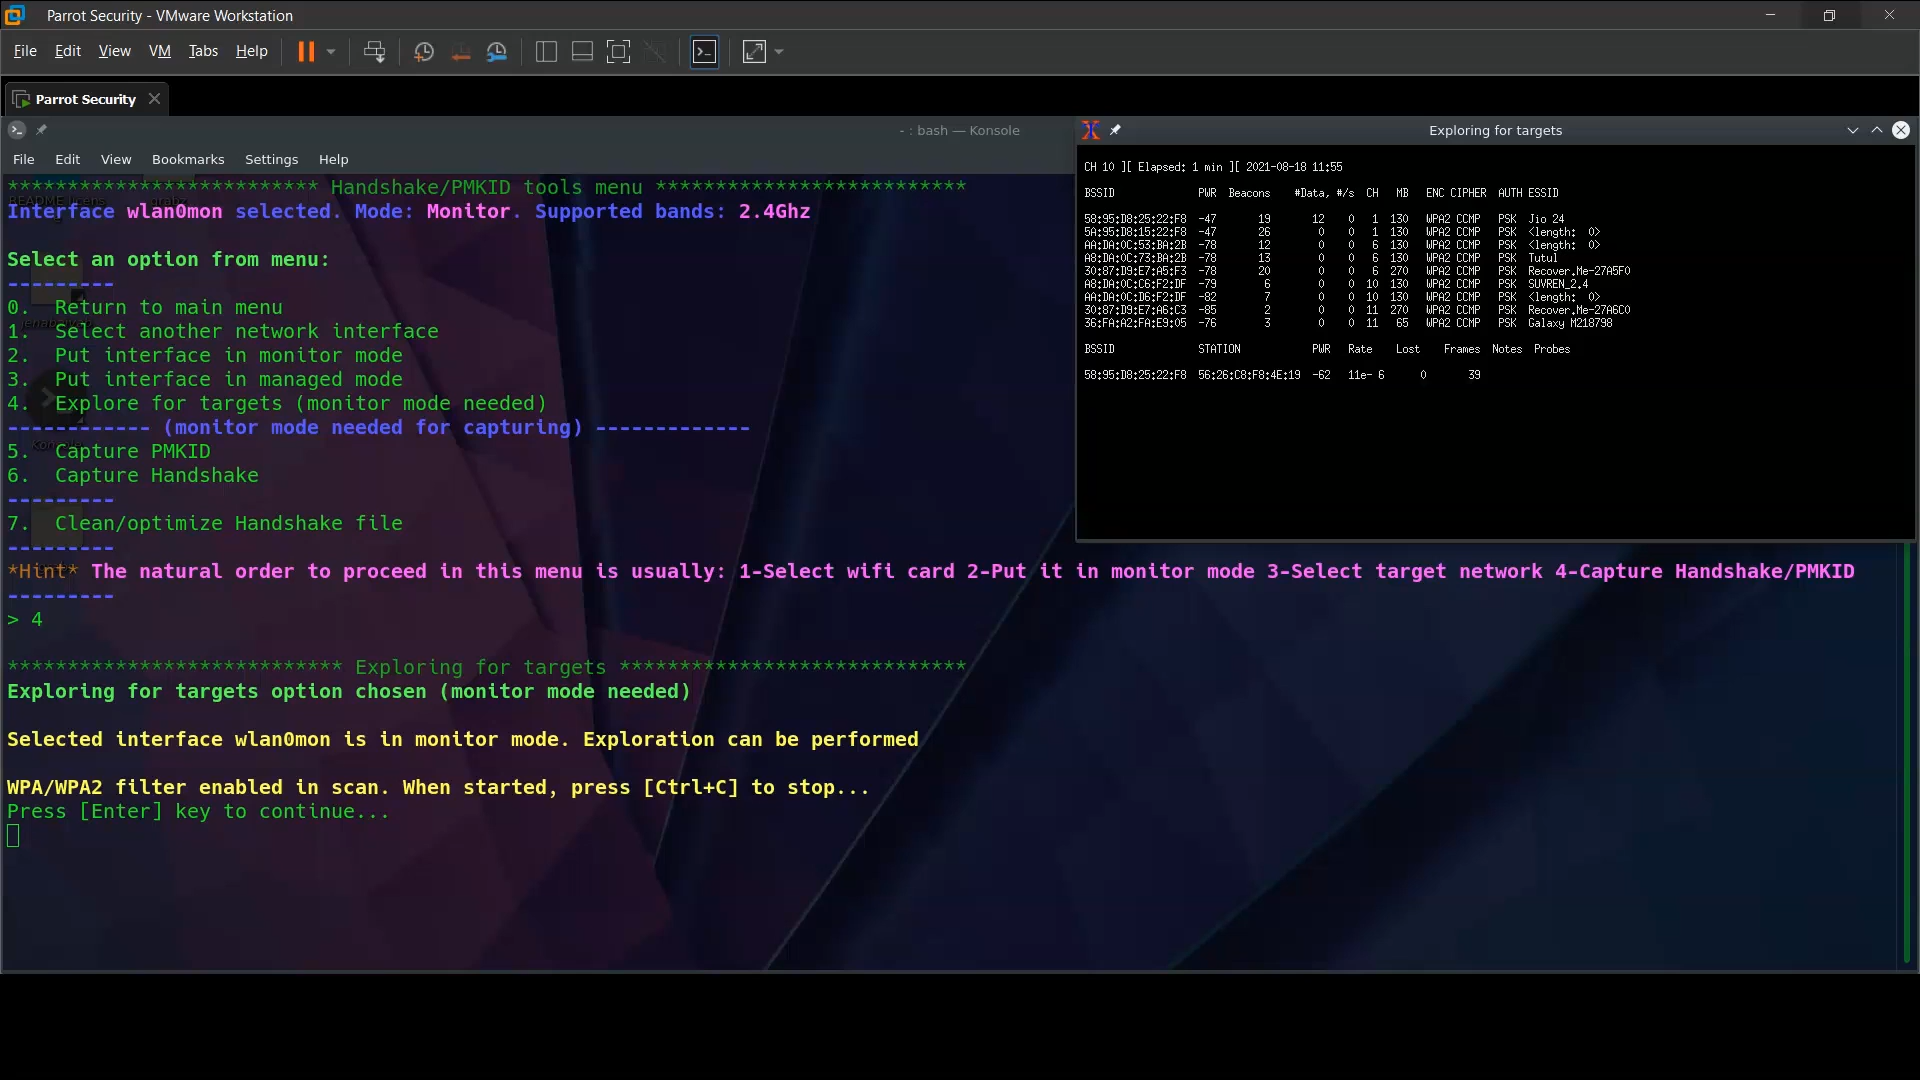 Parrot Security - VMware Workstation
File Edit View VM Tabs Help
Parrot Security
- : bash — Konsole
File Edit View Bookmarks Settings Help
************************** Handshake/PMKID tools menu **************************
Interface wlan0mon selected. Mode: Monitor. Supported bands: 2.4Ghz
Select an option from menu:
---------
0. Return to main menu
1. Select another network interface
2. Put interface in monitor mode
3. Put interface in managed mode
4. Explore for targets (monitor mode needed)
------------ (monitor mode needed for capturing) -------------
5. Capture PMKID
6. Capture Handshake
---------
7. Clean/optimize Handshake file
---------
*Hint* The natural order to proceed in this menu is usually: 1-Select wifi card 2-Put it in monitor mode 3-Select target network 4-Capture Handshake/PMKID
---------
> 4
**************************** Exploring for targets *****************************
Exploring for targets option chosen (monitor mode needed)
Selected interface wlan0mon is in monitor mode. Exploration can be performed
WPA/WPA2 filter enabled in scan. When started, press [Ctrl+C] to stop...
Press [Enter] key to continue...
Exploring for targets
CH 10 ][ Elapsed: 1 min ][ 2021-08-18 11:55
BSSID PWR Beacons #Data, #/s CH MB ENC CIPHER AUTH ESSID
58:95:D8:25:22:F8 -47 19 12 0 1 130 WPA2 CCMP PSK Jio 24
5A:95:D8:15:22:F8 -47 26 0 0 1 130 WPA2 CCMP PSK <length: 0>
AA:DA:0C:53:BA:2B -78 12 0 0 6 130 WPA2 CCMP PSK <length: 0>
A8:DA:0C:73:BA:2B -78 13 0 0 6 130 WPA2 CCMP PSK Tutul
30:87:D9:E7:A5:F3 -78 20 0 0 6 270 WPA2 CCMP PSK Recover.Me-27A5F0
A8:DA:0C:C6:F2:DF -79 6 0 0 10 130 WPA2 CCMP PSK SUVREN_2.4
AA:DA:0C:D6:F2:DF -82 7 0 0 10 130 WPA2 CCMP PSK <length: 0>
30:87:D9:E7:A6:C3 -85 2 0 0 11 270 WPA2 CCMP PSK Recover.Me-27A6C0
36:FA:A2:FA:E9:05 -76 3 0 0 11 65 WPA2 CCMP PSK Galaxy M218798
BSSID STATION PWR Rate Lost Frames Notes Probes
58:95:D8:25:22:F8 56:26:C8:F8:4E:19 -62 11e- 6 0 39